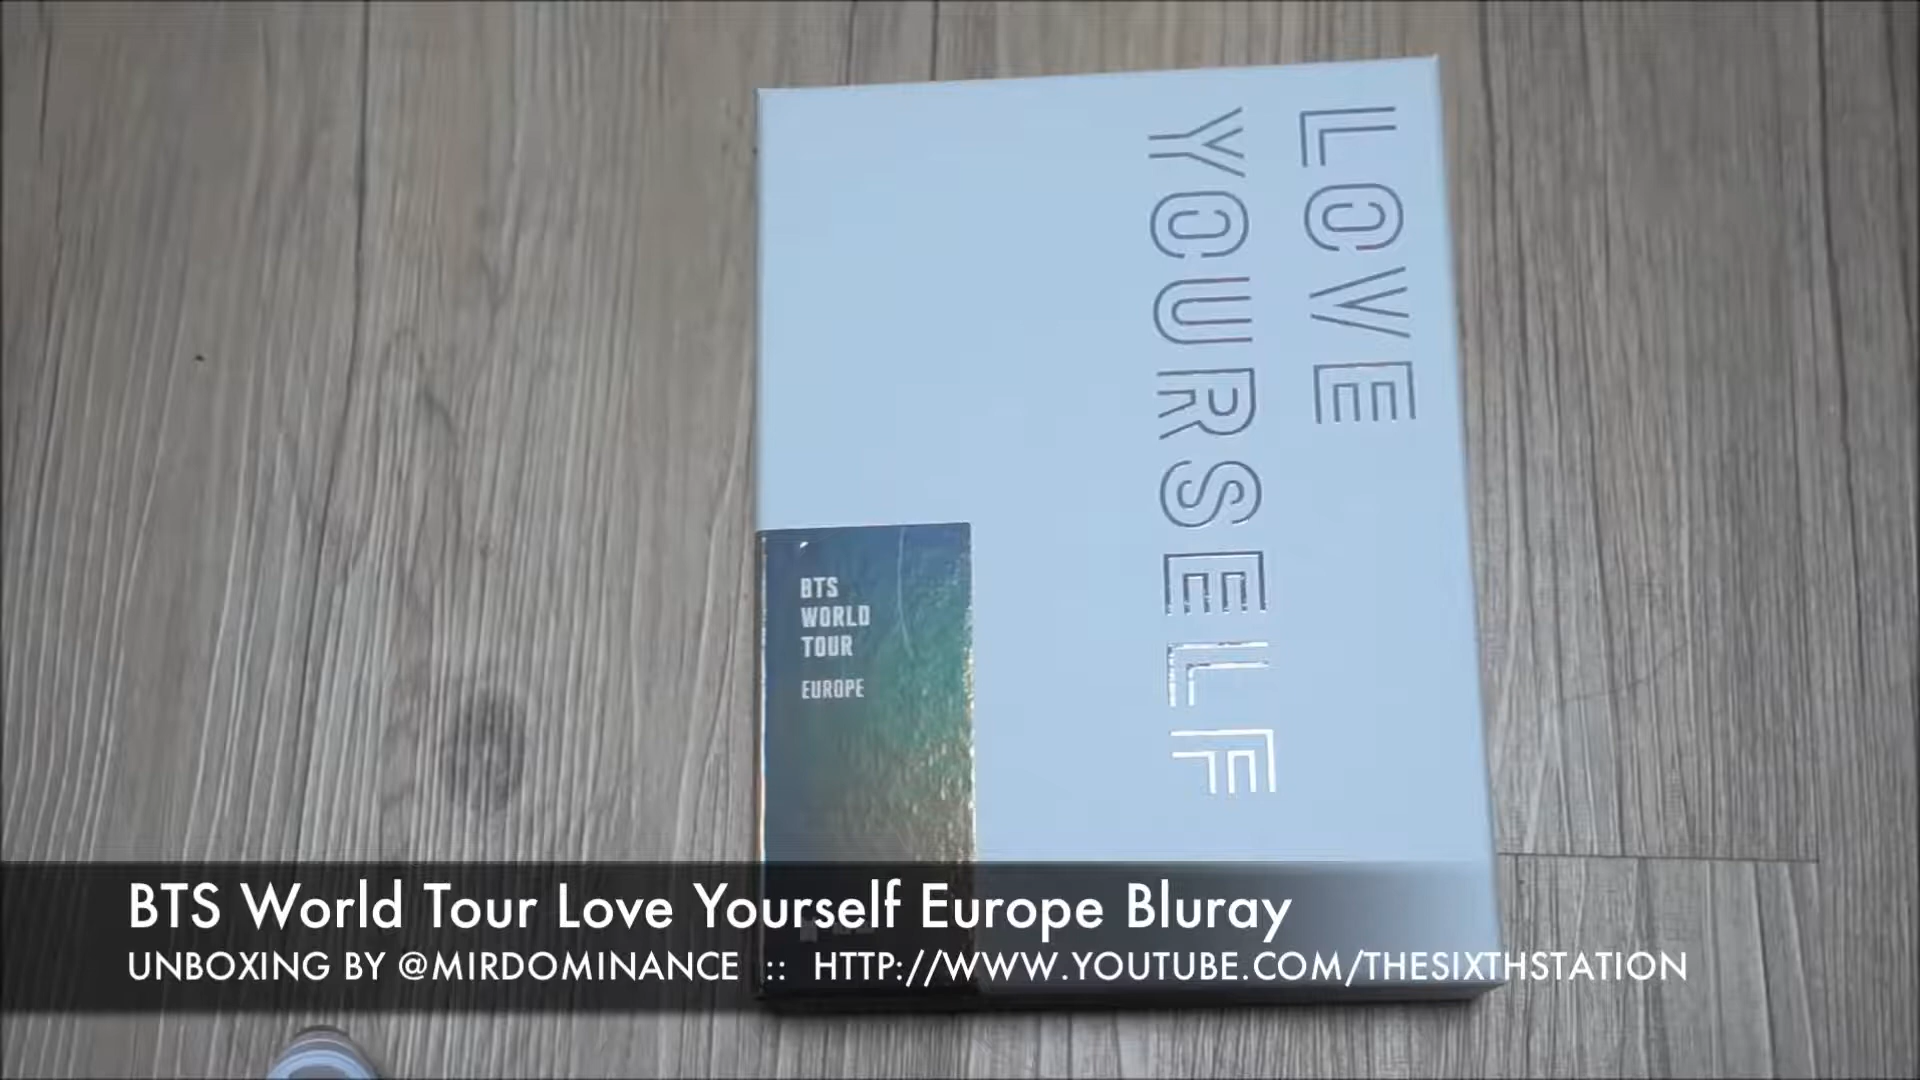 LOVE
YOURSELF
BTS
WORLD
TOUR
EUROPE
BTS World Tour Love Yourself Europe Bluray
UNBOXING BY @MIRDOMINANCE :: HTTP://WWW.YOUTUBE.COM/THESIXTHSTATION